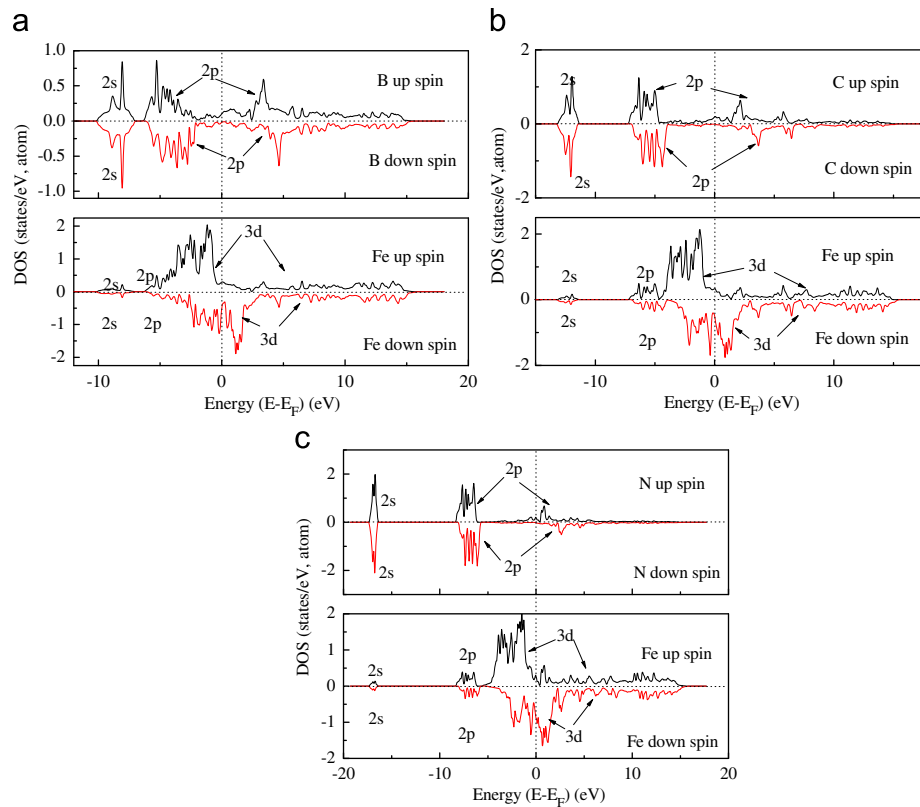 a
DOS (states/eV, atom)
1.0
0.5
0.0
-0.5
-1.0
2s
2p
B up spin
2s
2p
B down spin
2
1
0
-1
-2
2s
2p
3d
Fe up spin
2s
2p
3d
Fe down spin
-10
0
10
20
Energy (E-E_F) (eV)
b
DOS (states/eV, atom)
2
0
-2
2s
2p
C up spin
2s
2p
C down spin
2
0
-2
2s
2p
3d
Fe up spin
2s
2p
3d
Fe down spin
-10
0
10
Energy (E-E_F) (eV)
c
DOS (states/eV, atom)
2
0
-2
2s
2p
N up spin
2s
2p
N down spin
2
1
0
-1
-2
2s
2p
3d
Fe up spin
2s
2p
3d
Fe down spin
-20
-10
0
10
20
Energy (E-E_F) (eV)